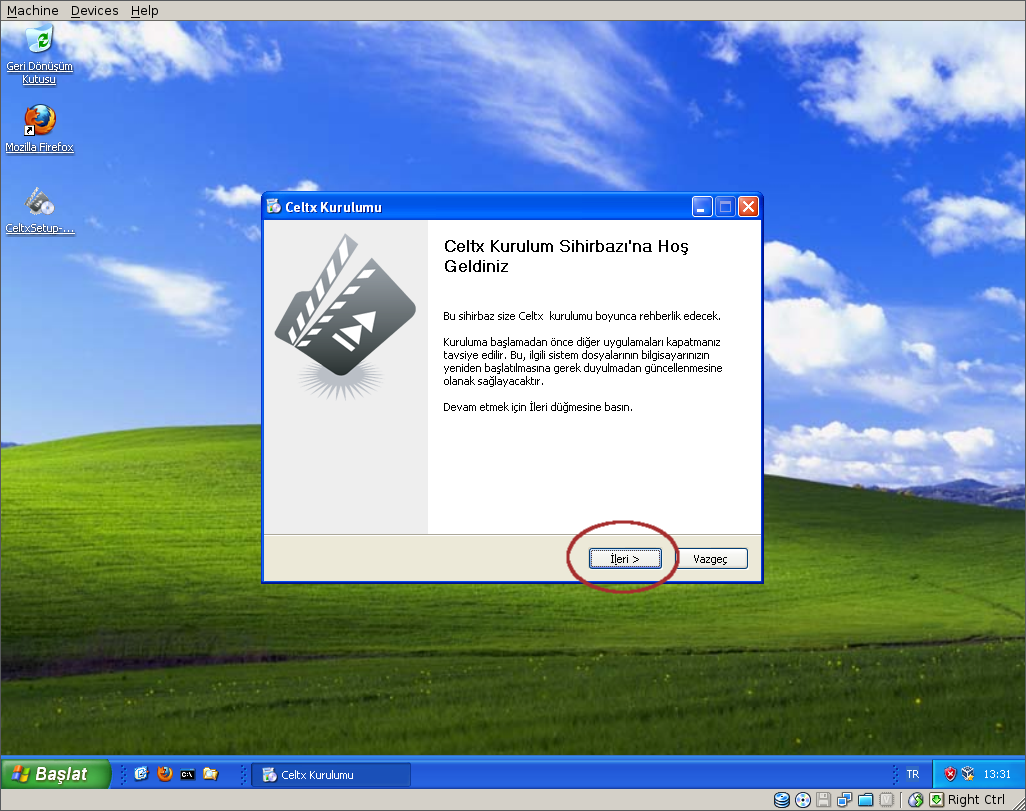 Machine Devices Help
Geri Dönüşüm
Kutusu
Mozilla Firefox
CeltxSetup-...
Celtx Kurulumu
Celtx Kurulum Sihirbazı'na Hoş
Geldiniz
Bu sihirbaz size Celtx kurulumu boyunca rehberlik edecek.
Kuruluma başlamadan önce diğer uygulamaları kapatmanız
tavsiye edilir. Bu, ilgili sistem dosyalarının bilgisayarınızın
yeniden başlatılmasına gerek duyulmadan güncellenmesine
olanak sağlayacaktır.
Devam etmek için İleri düğmesine basın.
İleri > Vazgeç
Başlat C:\ Celtx Kurulumu TR 13:31
Right Ctrl